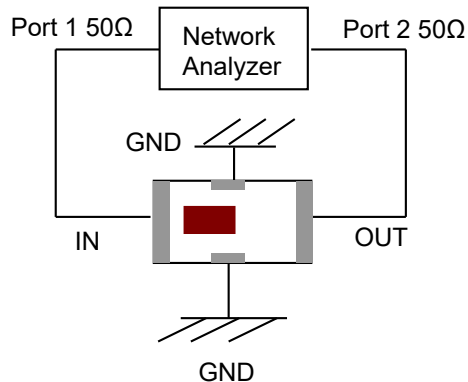 Port 1 50Ω
Network
Analyzer
Port 2 50Ω
GND
IN
OUT
GND